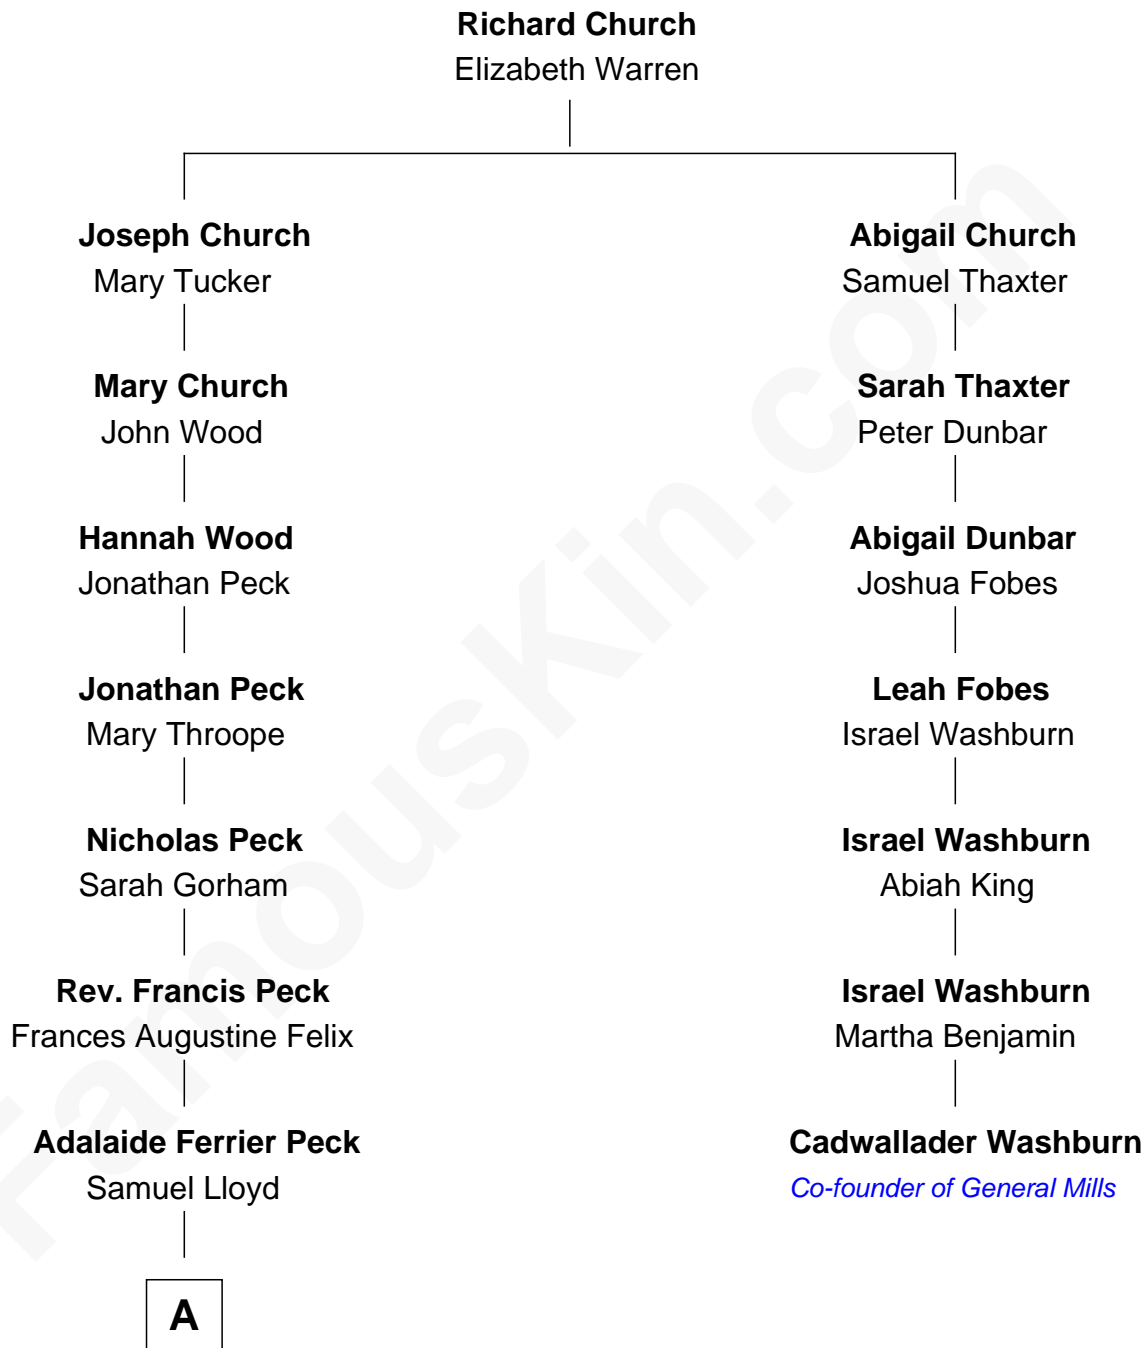 Richard Church
Elizabeth Warren
Joseph Church
Mary Tucker
Abigail Church
Samuel Thaxter
Mary Church
John Wood
Sarah Thaxter
Peter Dunbar
Hannah Wood
Jonathan Peck
Abigail Dunbar
Joshua Fobes
Jonathan Peck
Mary Throope
Leah Fobes
Israel Washburn
Nicholas Peck
Sarah Gorham
Israel Washburn
Abiah King
Rev. Francis Peck
Frances Augustine Felix
Israel Washburn
Martha Benjamin
Adalaide Ferrier Peck
Samuel Lloyd
Cadwallader Washburn
Co-founder of General Mills
A
FamousKin.com